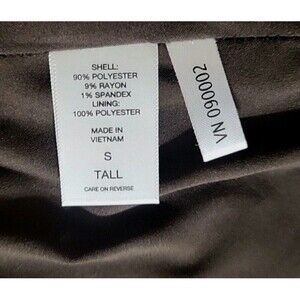 SHELL:
90% POLYESTER
9% RAYON
1% SPANDEX
LINING:
100% POLYESTER
MADE IN
VIETNAM
S
TALL
CARE ON REVERSE
VN 090002